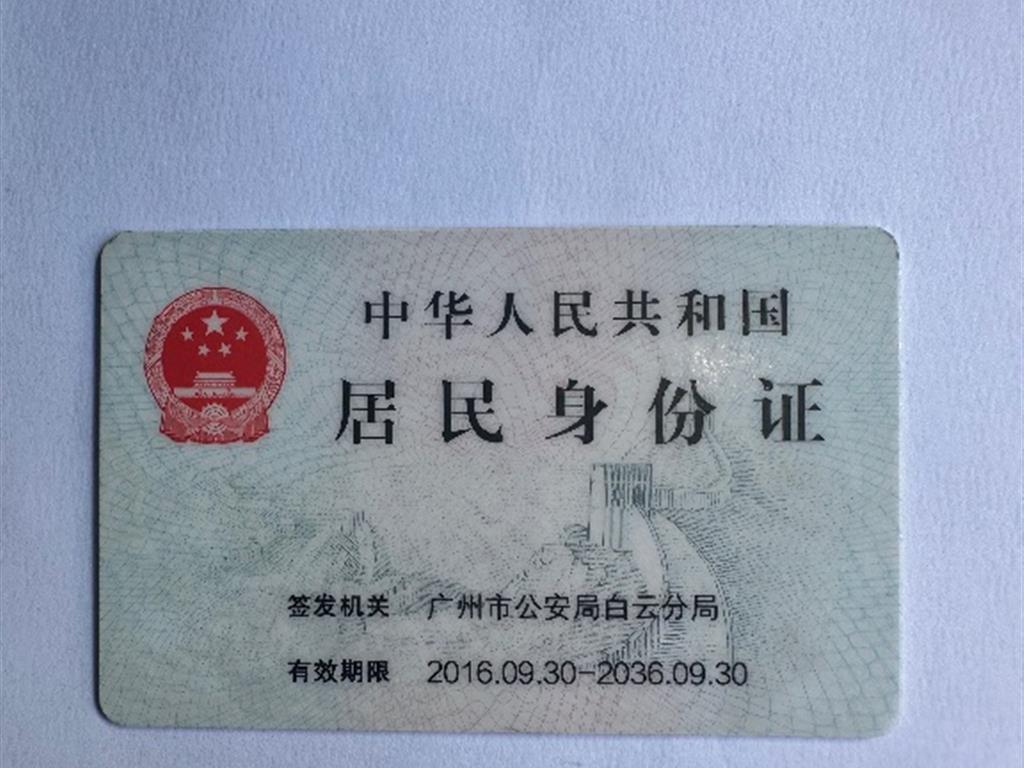 中华人民共和国
居民身份证
签发机关 广州市公安局白云分局
有效期限 2016.09.30-2036.09.30